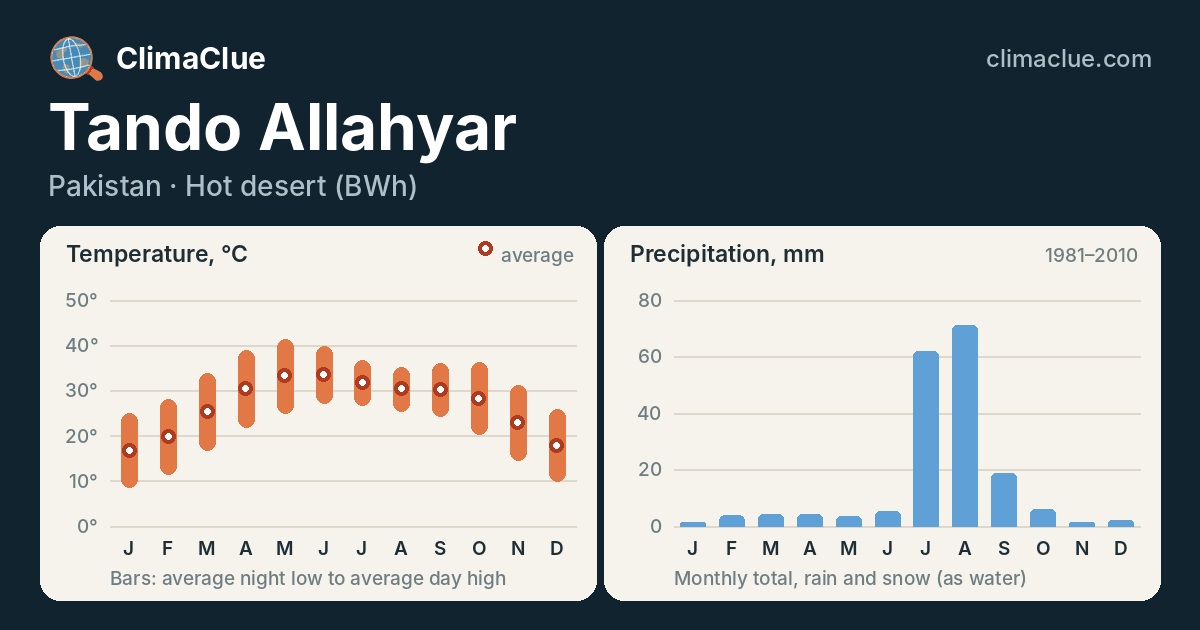 ClimaClue
climaclue.com
Tando Allahyar
Pakistan · Hot desert (BWh)
Temperature, °C
average
50°
40°
30°
20°
10°
0°
J F M A M J J A S O N D
Bars: average night low to average day high
Precipitation, mm
1981–2010
80
60
40
20
0
J F M A M J J A S O N D
Monthly total, rain and snow (as water)